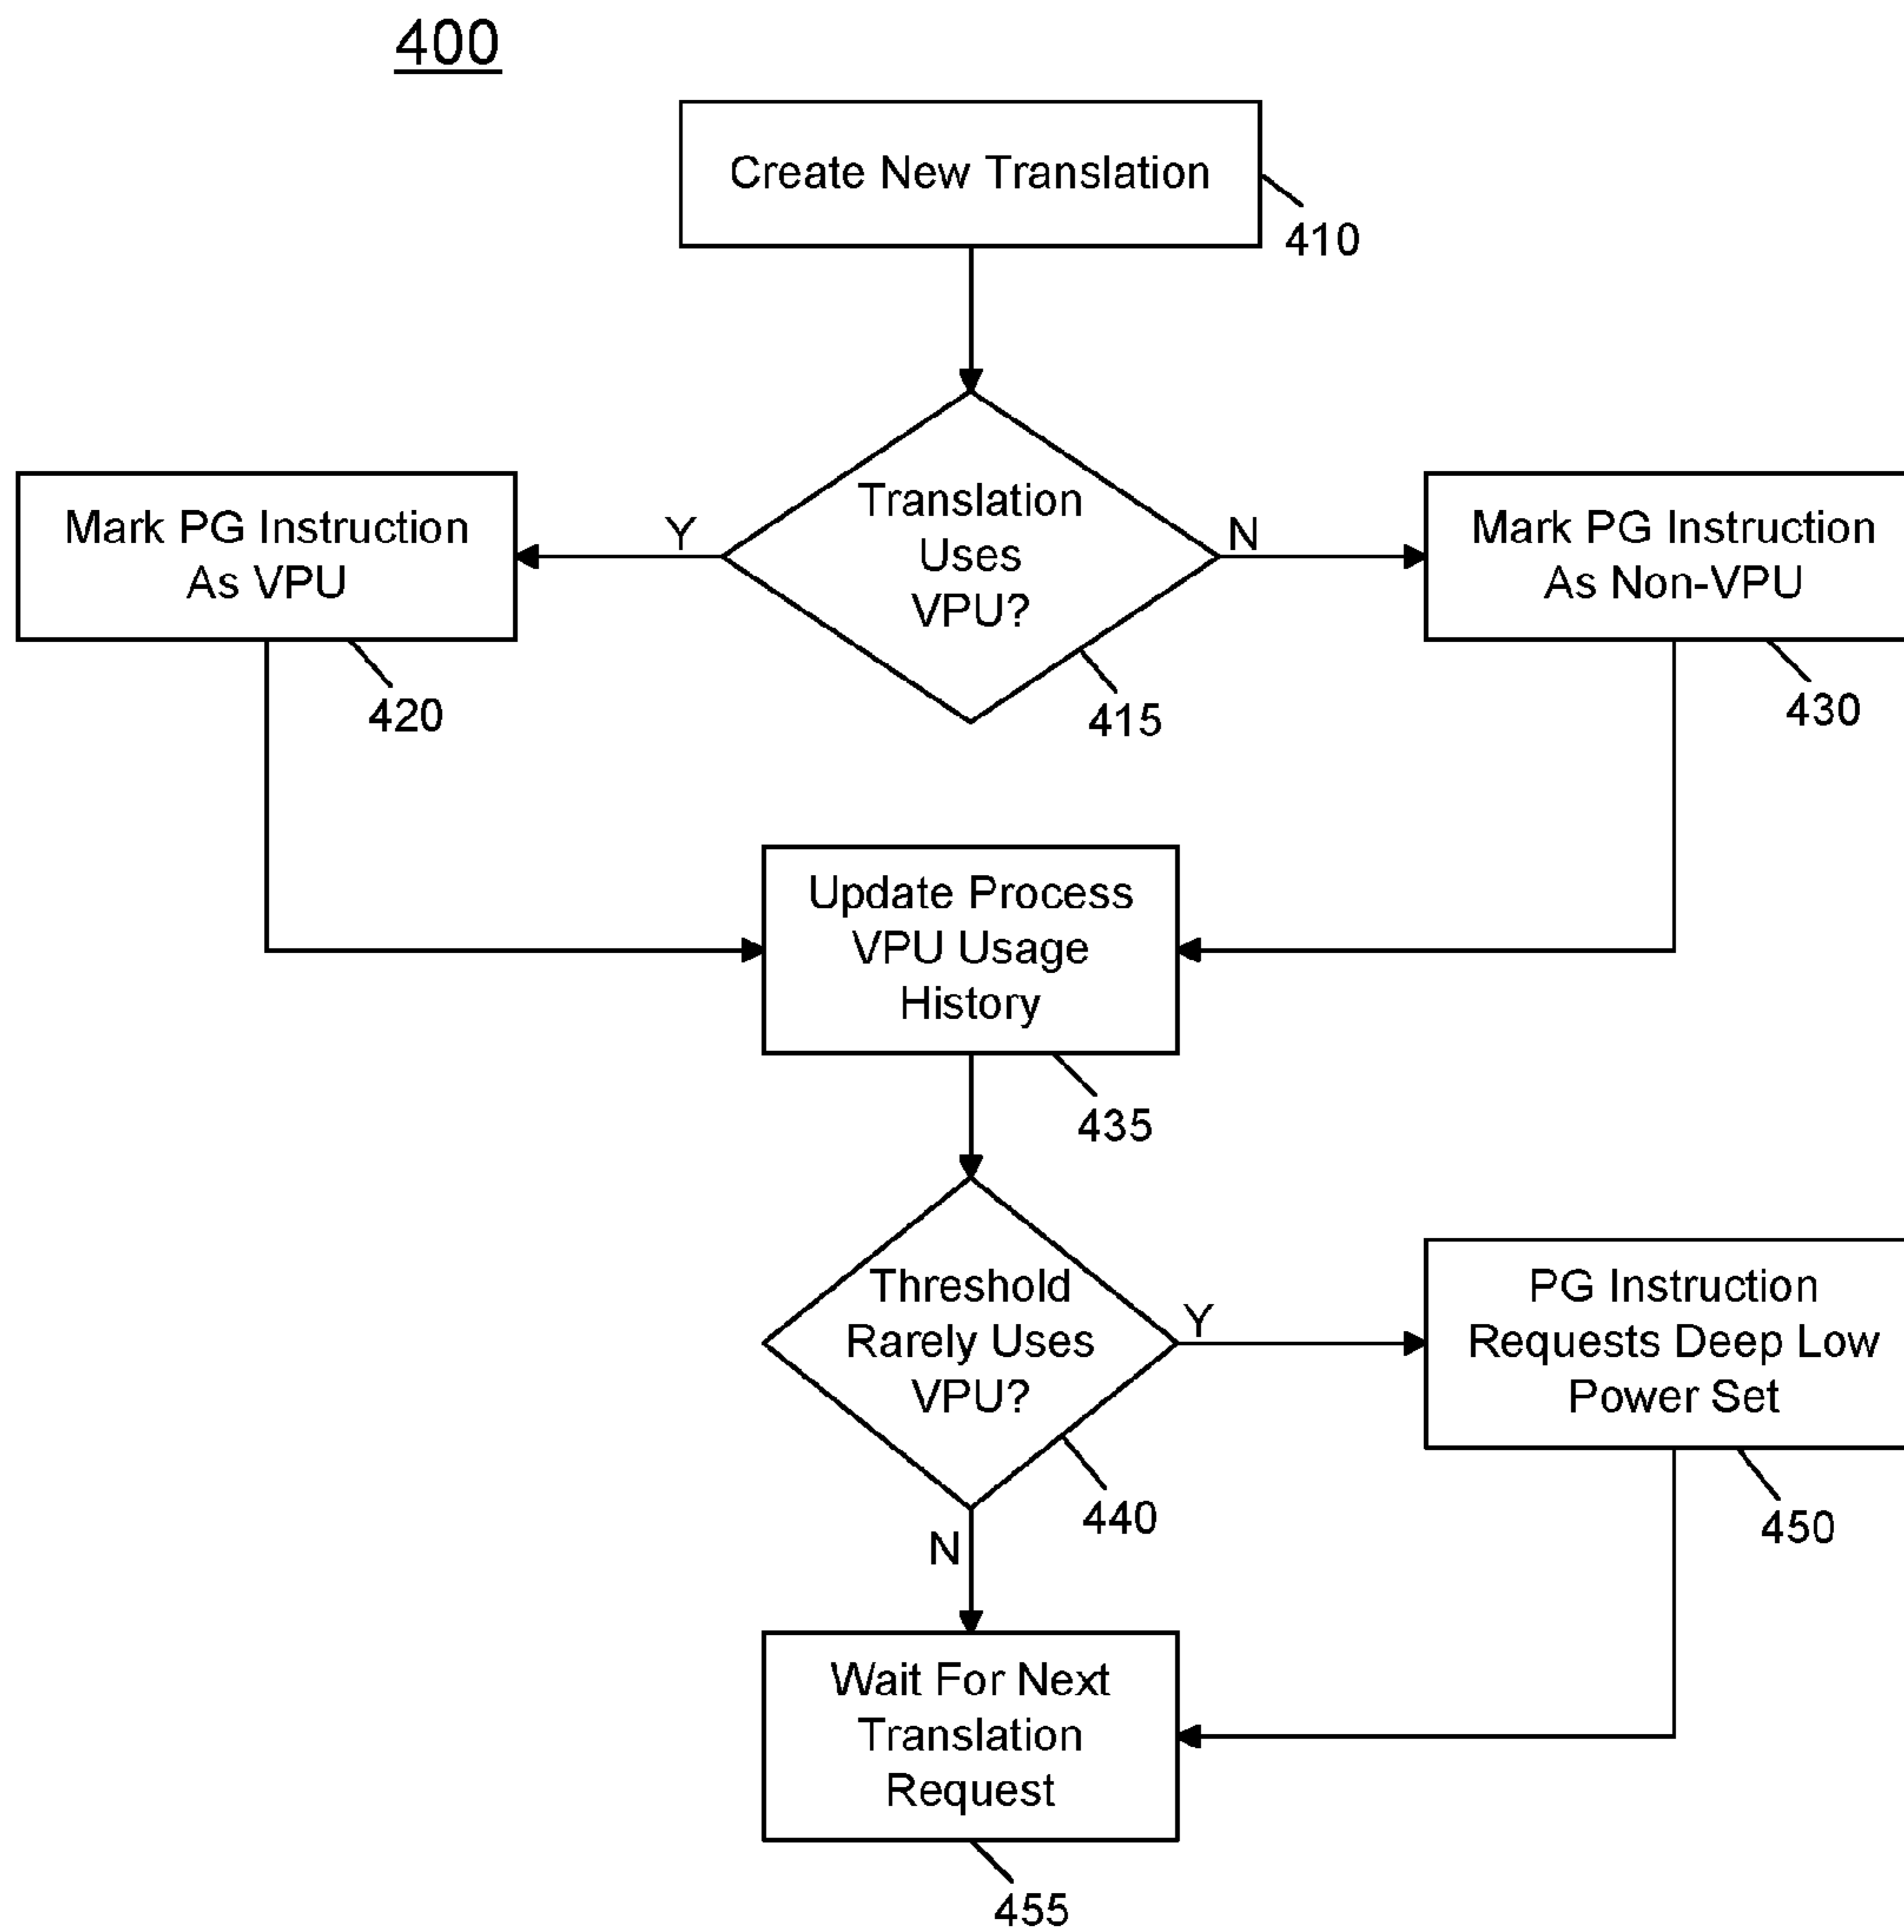 400
Create New Translation
410
Translation
Uses
VPU?
Y
N
415
Mark PG Instruction
As VPU
420
Mark PG Instruction
As Non-VPU
430
Update Process
VPU Usage
History
435
Threshold
Rarely Uses
VPU?
Y
N
440
PG Instruction
Requests Deep Low
Power Set
450
Wait For Next
Translation
Request
455